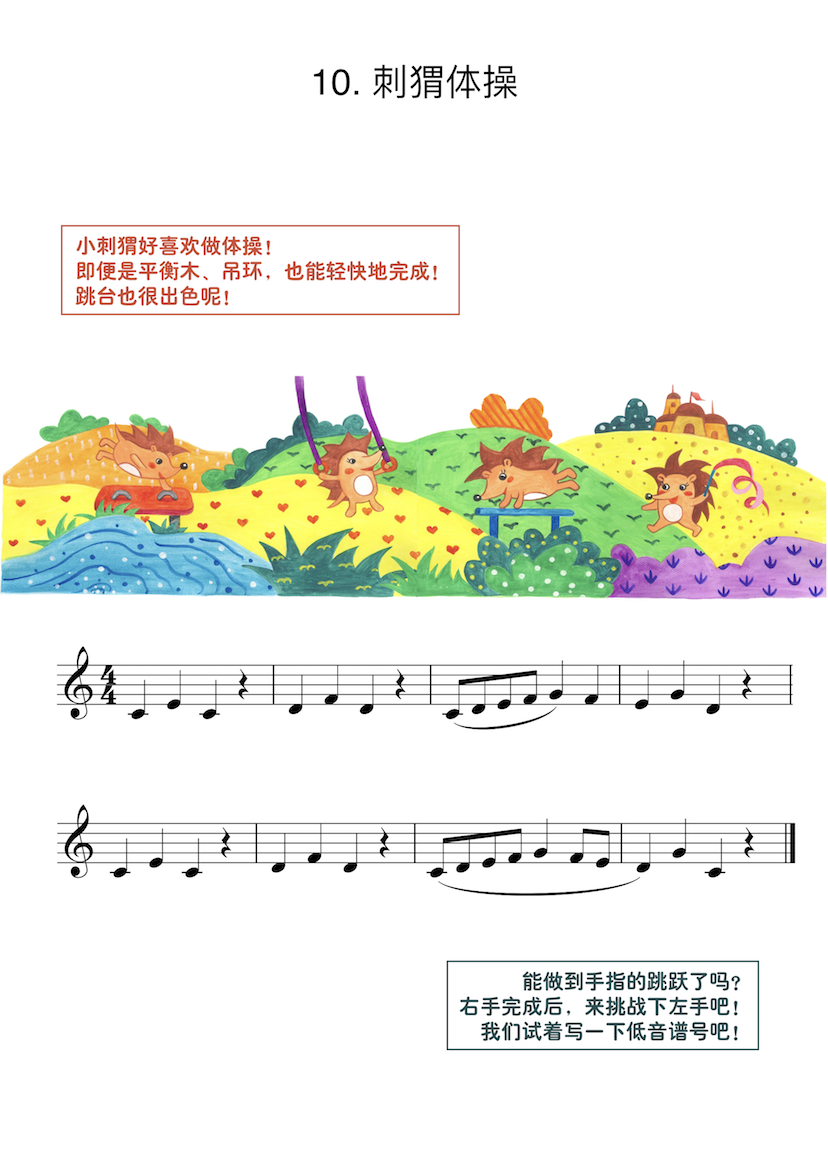 10. 刺猬体操
小刺猬好喜欢做体操！
即便是平衡木、吊环，也能轻快地完成！
跳台也很出色呢！
4
4
能做到手指的跳跃了吗？
右手完成后，来挑战下左手吧！
我们试着写一下低音谱号吧！